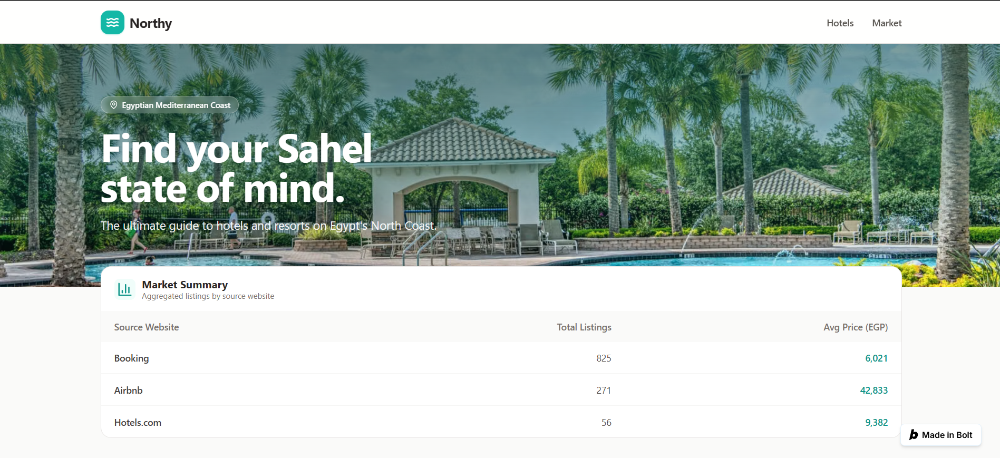 Northy
Hotels Market
Egyptian Mediterranean Coast
Find your Sahel
state of mind.
The ultimate guide to hotels and resorts on Egypt's North Coast.
Market Summary
Aggregated listings by source website
Source Website Total Listings Avg Price (EGP)
Booking 825 6,021
Airbnb 271 42,833
Hotels.com 56 9,382
b Made in Bolt